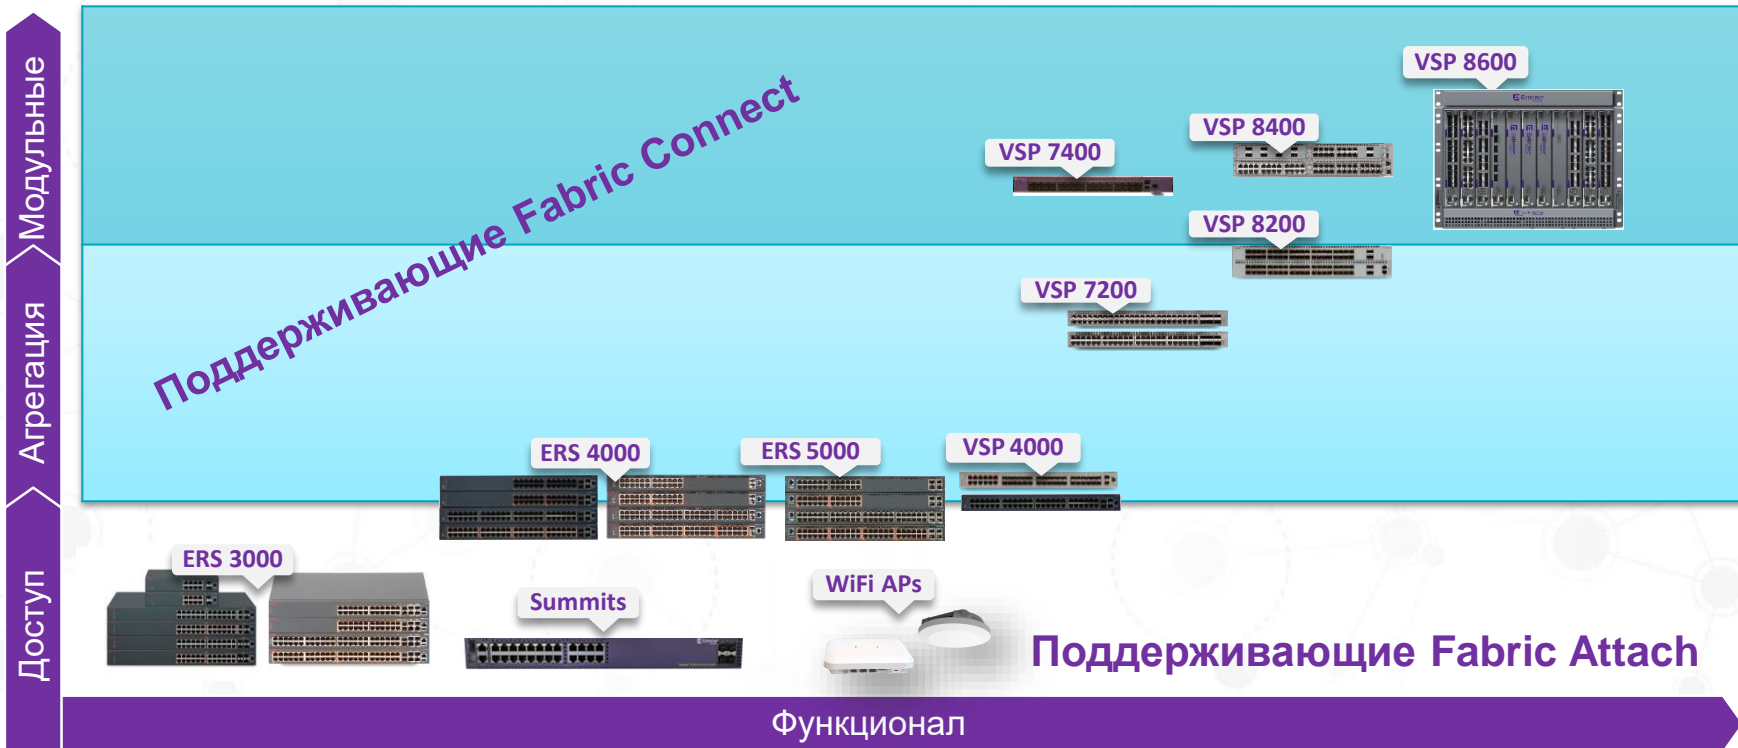 Модульные
Агрегация
Доступ
Поддерживающие Fabric Connect
VSP 8600
VSP 8400
VSP 7400
VSP 8200
VSP 7200
ERS 4000
ERS 5000
VSP 4000
ERS 3000
Summits
WiFi APs
Поддерживающие Fabric Attach
Функционал